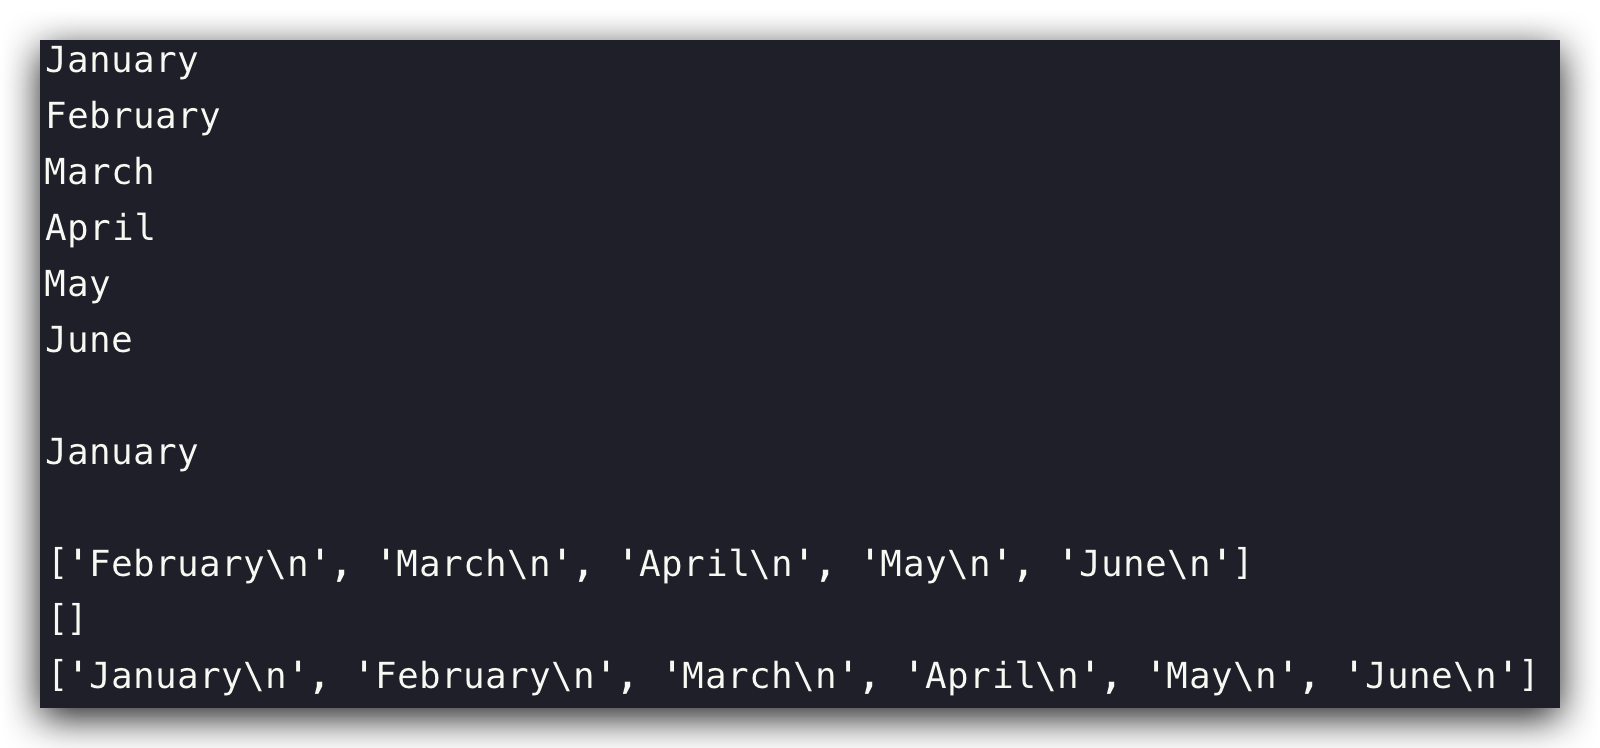 January
February
March
April
May
June
January
['February\n', 'March\n', 'April\n', 'May\n', 'June\n']
[]
['January\n', 'February\n', 'March\n', 'April\n', 'May\n', 'June\n']